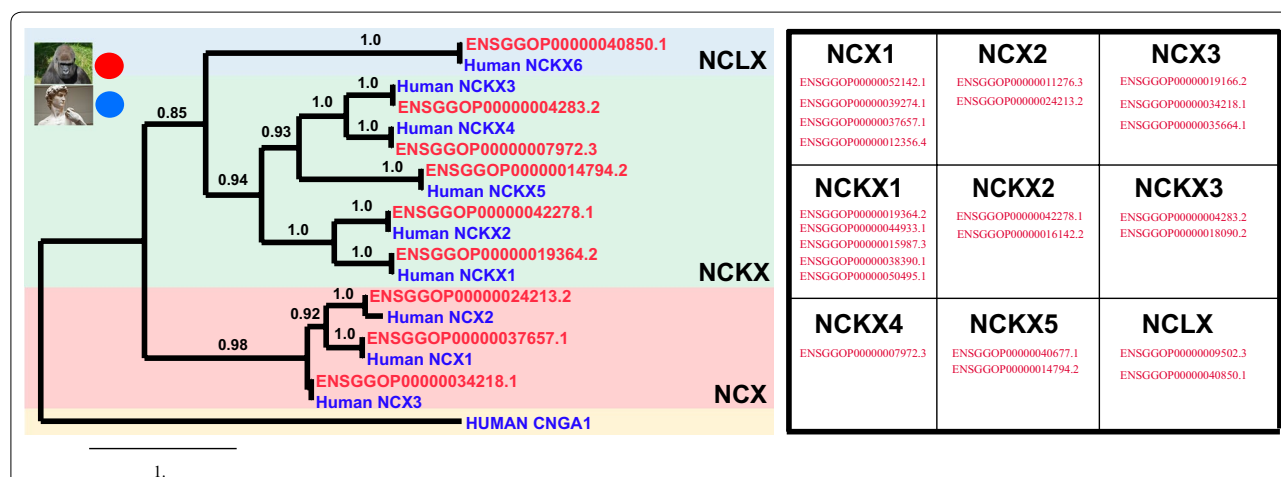 1.0
ENSGGOP00000040850.1
Human NCKX6
NCLX
0.85
Human NCKX3
1.0
1.0
ENSGGOP00000004283.2
0.93
1.0
Human NCKX4
ENSGGOP00000007972.3
1.0
ENSGGOP00000014794.2
Human NCKX5
0.94
1.0
ENSGGOP00000042278.1
Human NCKX2
1.0
1.0
ENSGGOP00000019364.2
Human NCKX1
NCKX
1.0
ENSGGOP00000024213.2
Human NCX2
0.92
1.0
ENSGGOP00000037657.1
Human NCX1
0.98
ENSGGOP00000034218.1
Human NCX3
NCX
HUMAN CNGA1
1.
NCX1
ENSGGOP00000052142.1
ENSGGOP00000039274.1
ENSGGOP00000037657.1
ENSGGOP00000012356.4
NCX2
ENSGGOP00000011276.3
ENSGGOP00000024213.2
NCX3
ENSGGOP00000019166.2
ENSGGOP00000034218.1
ENSGGOP00000035664.1
NCKX1
ENSGGOP00000019364.2
ENSGGOP00000044933.1
ENSGGOP00000015987.3
ENSGGOP00000038390.1
ENSGGOP00000050495.1
NCKX2
ENSGGOP00000042278.1
ENSGGOP00000016142.2
NCKX3
ENSGGOP00000004283.2
ENSGGOP00000018090.2
NCKX4
ENSGGOP00000007972.3
NCKX5
ENSGGOP00000040677.1
ENSGGOP00000014794.2
NCLX
ENSGGOP00000009502.3
ENSGGOP00000040850.1